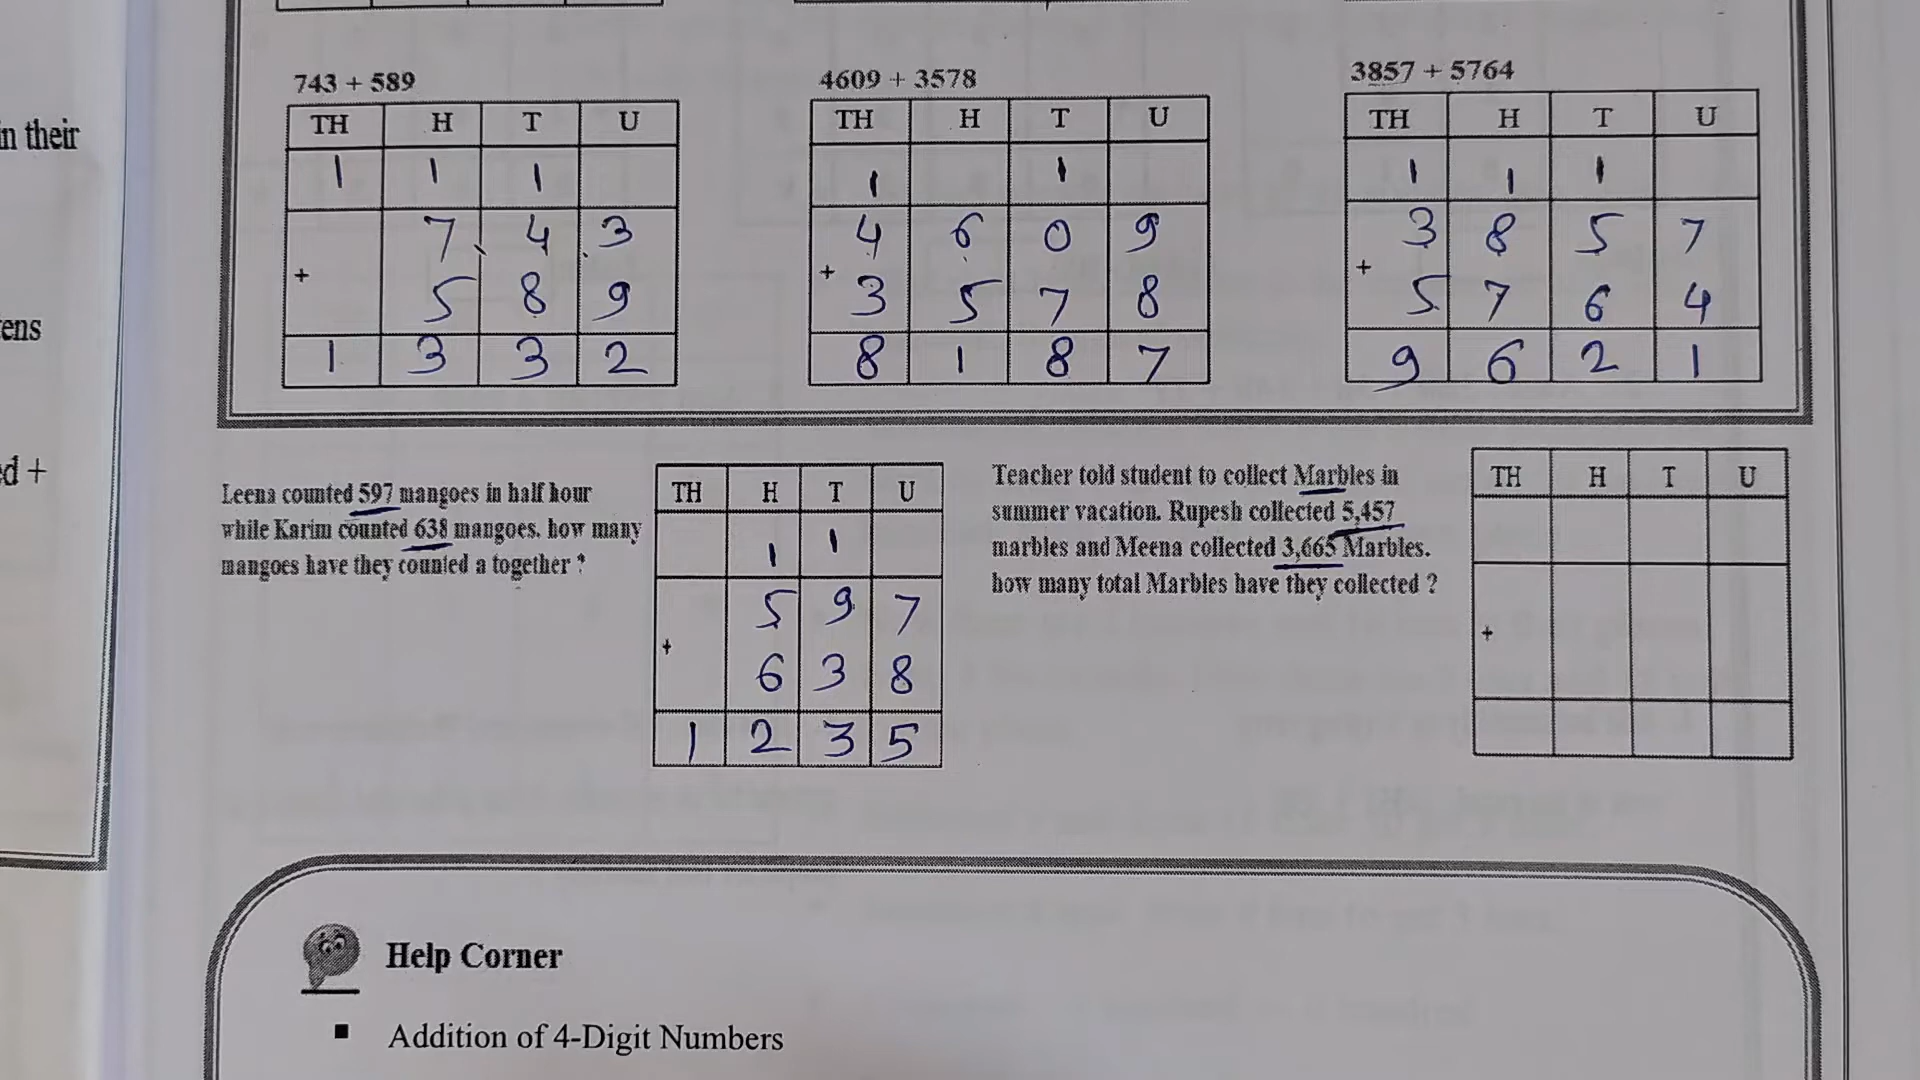 in their
ens
ed +
743 + 589
TH H T U
1 1 1
7 4 3
+
5 8 9
1 3 3 2
4609 + 3578
TH H T U
1 1
4 6 0 9
+
3 5 7 8
8 1 8 7
3857 + 5764
TH H T U
1 1 1
3 8 5 7
+
5 7 6 4
9 6 2 1
Leena counted 597 mangoes in half hour
while Karim counted 638 mangoes. how many
mangoes have they counted a together ?
TH H T U
1 1
5 9 7
+
6 3 8
1 2 3 5
Teacher told student to collect Marbles in
summer vacation. Rupesh collected 5,457
marbles and Meena collected 3,665 Marbles.
how many total Marbles have they collected ?
TH H T U
+
Help Corner
▪ Addition of 4-Digit Numbers